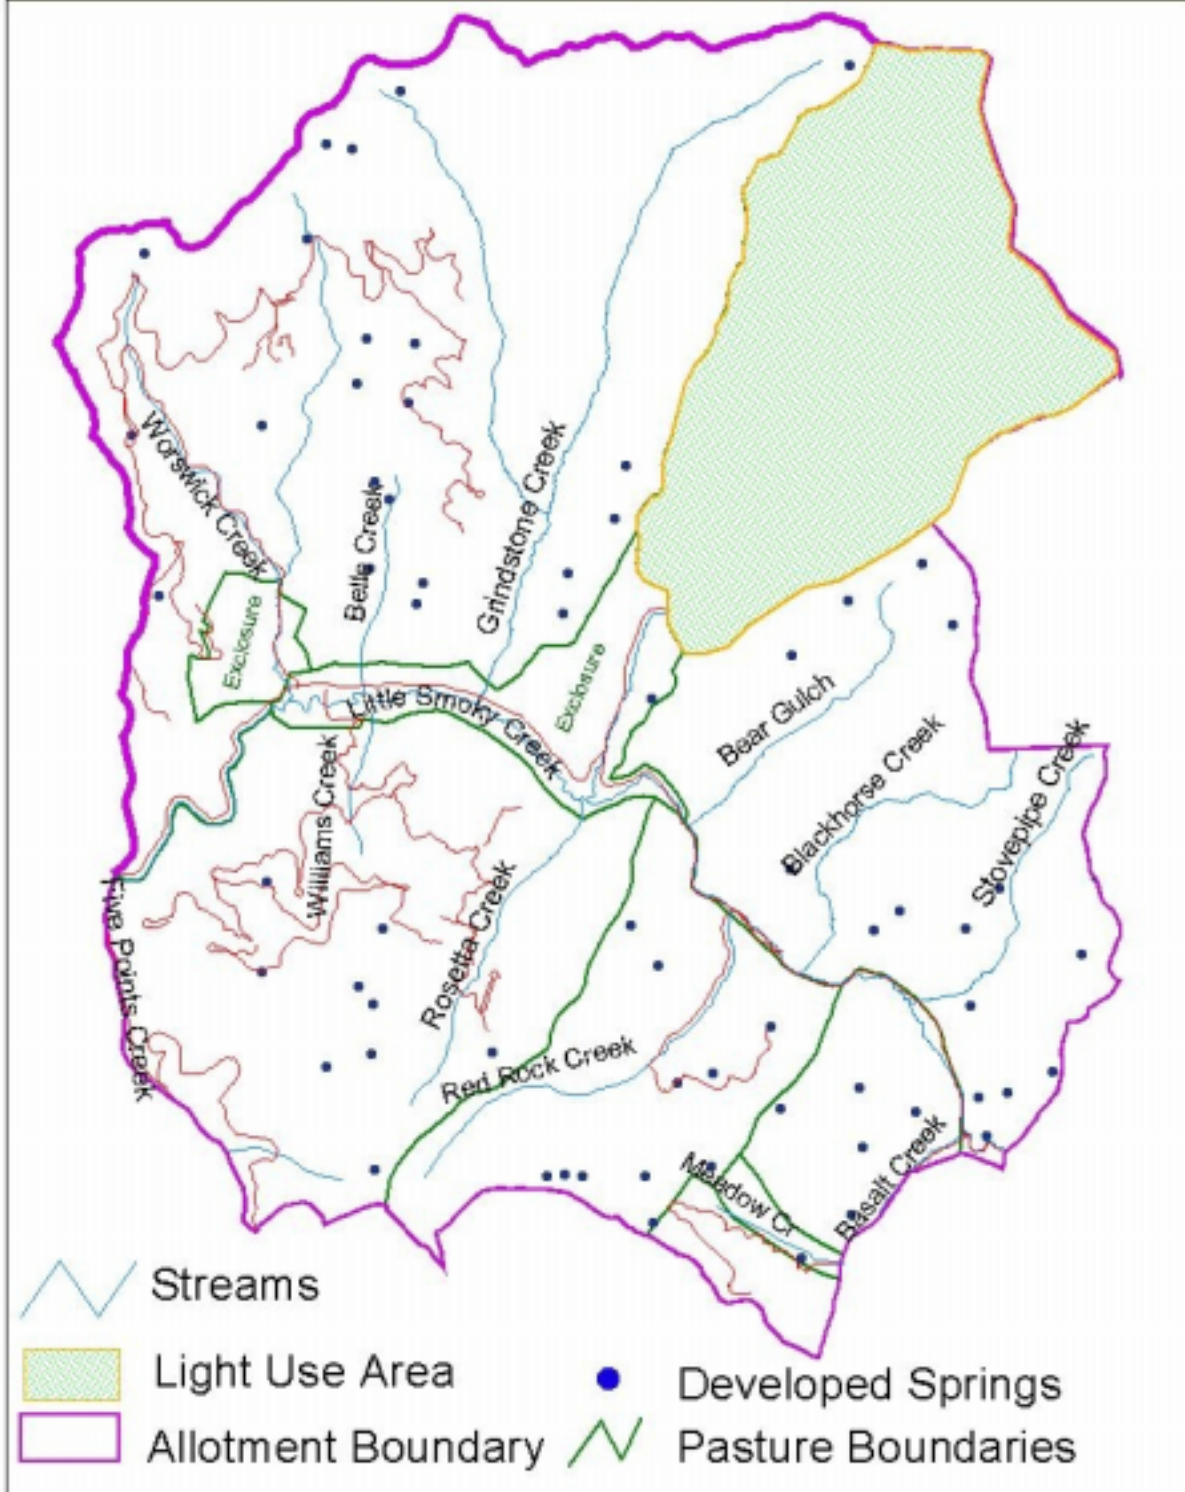 Worswick Creek
Belle Creek
Grindstone Creek
Exclosure
Exclosure
Little Smoky Creek
Bear Gulch
Blackhorse Creek
Stovepipe Creek
Williams Creek
Rosetta Creek
Five Points Creek
Red Rock Creek
Meadow Cr
Basalt Creek
Streams
Light Use Area
Developed Springs
Allotment Boundary
Pasture Boundaries